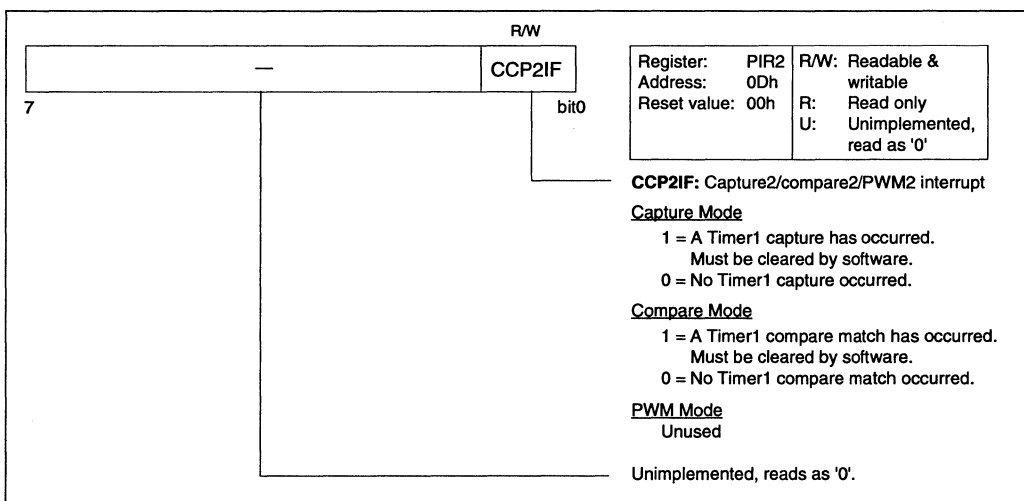 R/W
— CCP2IF
7 bit0
Register: PIR2 R/W: Readable &
Address: 0Dh writable
Reset value: 00h R: Read only
U: Unimplemented,
read as '0'
CCP2IF: Capture2/compare2/PWM2 interrupt
Capture Mode
1 = A Timer1 capture has occurred.
Must be cleared by software.
0 = No Timer1 capture occurred.
Compare Mode
1 = A Timer1 compare match has occurred.
Must be cleared by software.
0 = No Timer1 compare match occurred.
PWM Mode
Unused
Unimplemented, reads as '0'.